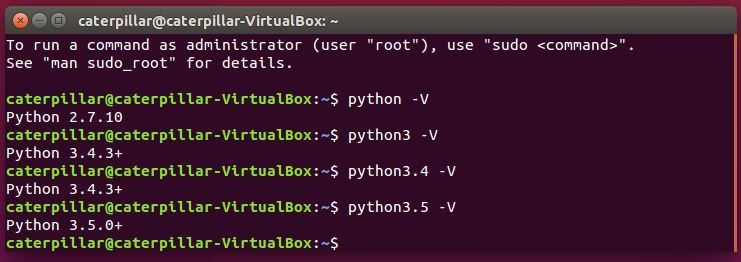 caterpillar@caterpillar-VirtualBox: ~
To run a command as administrator (user "root"), use "sudo <command>".
See "man sudo_root" for details.
caterpillar@caterpillar-VirtualBox:~$ python -V
Python 2.7.10
caterpillar@caterpillar-VirtualBox:~$ python3 -V
Python 3.4.3+
caterpillar@caterpillar-VirtualBox:~$ python3.4 -V
Python 3.4.3+
caterpillar@caterpillar-VirtualBox:~$ python3.5 -V
Python 3.5.0+
caterpillar@caterpillar-VirtualBox:~$